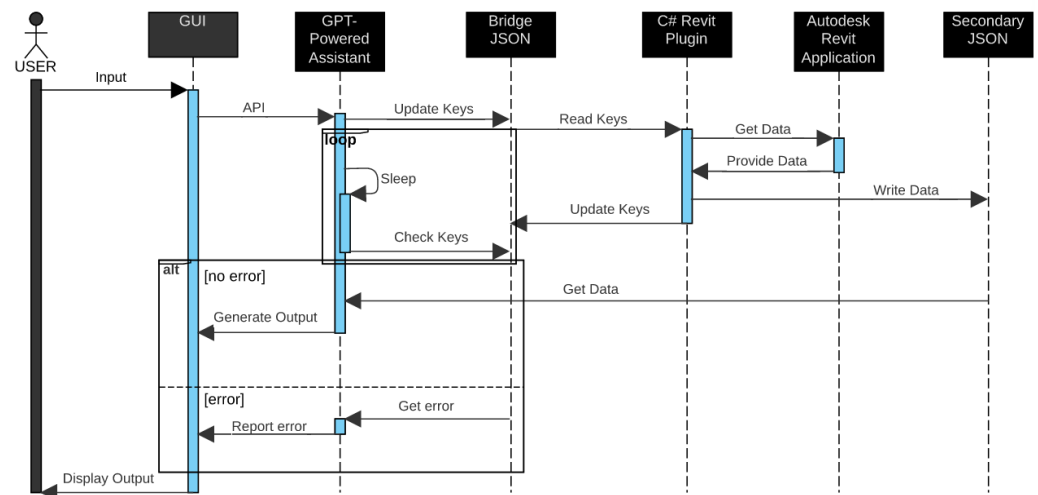 GUI
GPT-
Powered
Assistant
Bridge
JSON
C# Revit
Plugin
Autodesk
Revit
Application
Secondary
JSON
USER
Input
API
Update Keys
Read Keys
Get Data
loop
Provide Data
Sleep
Write Data
Update Keys
Check Keys
alt
[no error]
Get Data
Generate Output
[error]
Get error
Report error
Display Output